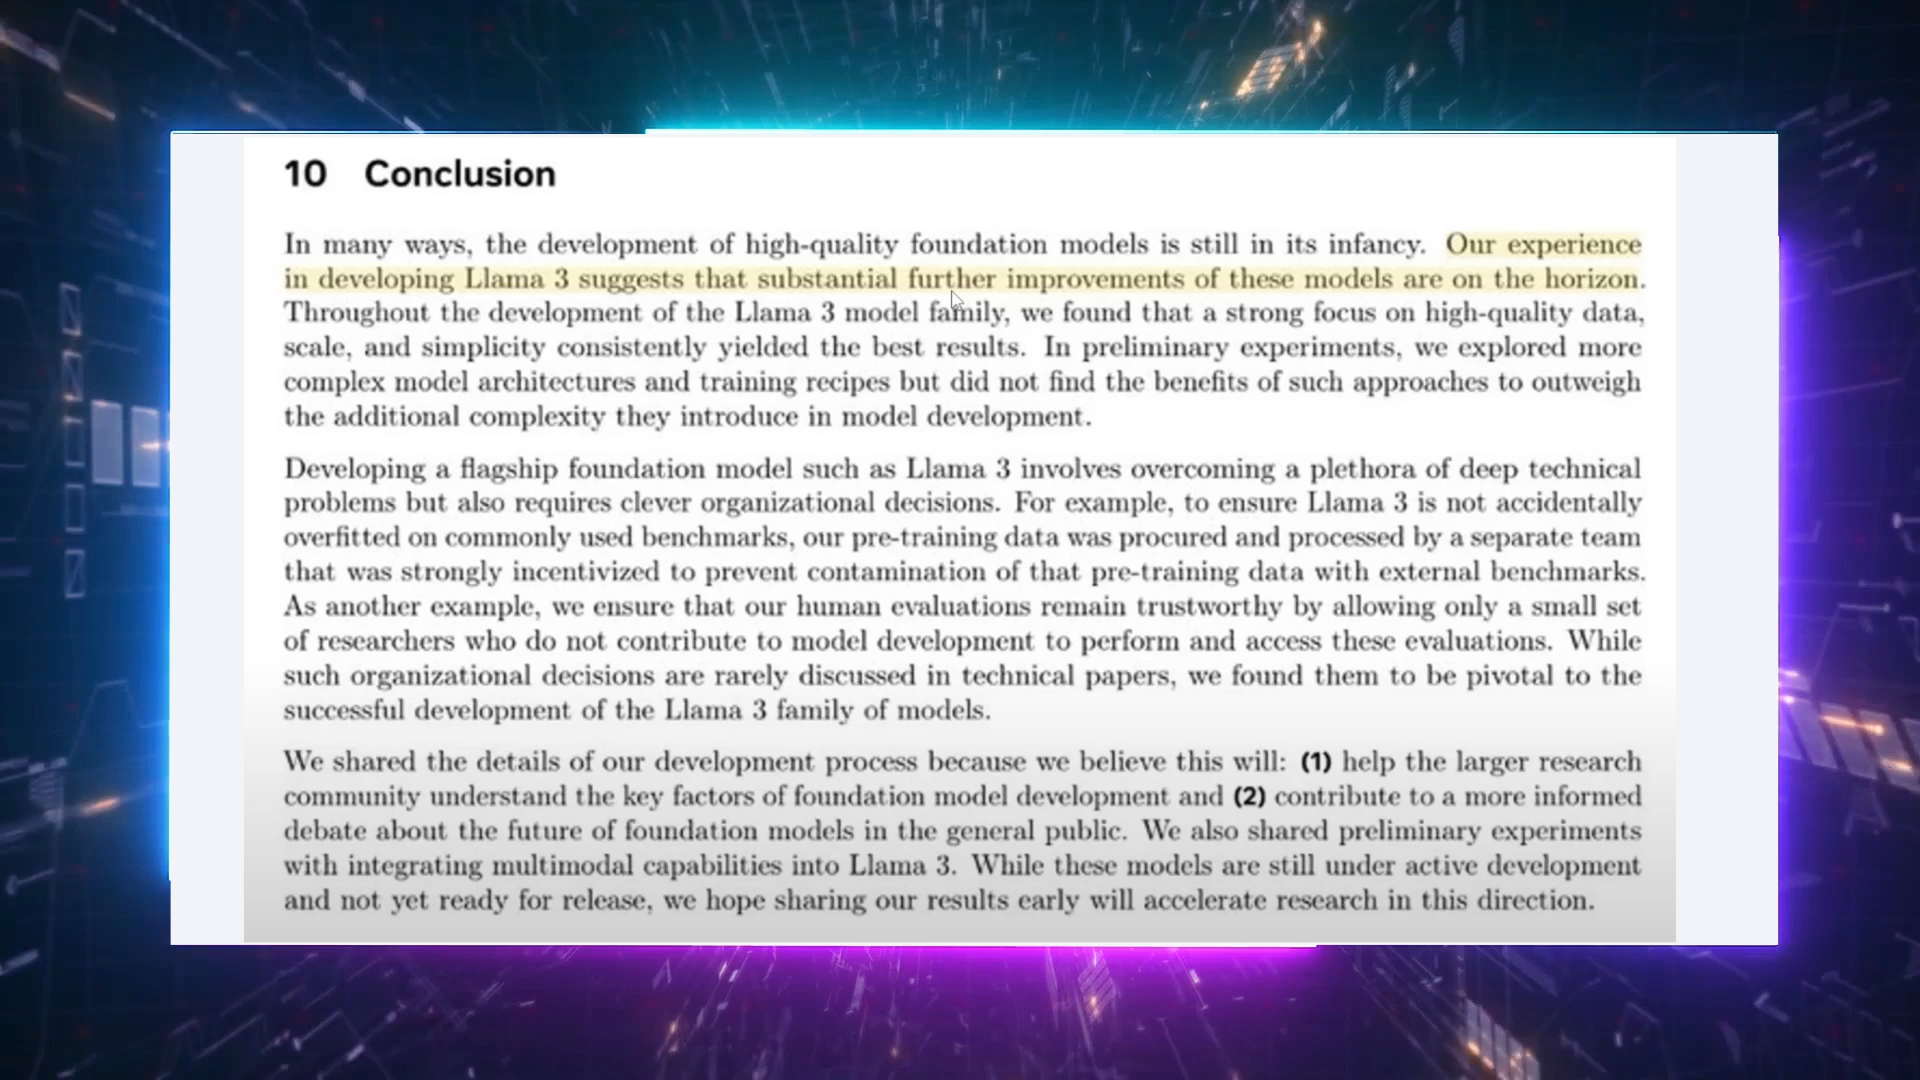 10 Conclusion
In many ways, the development of high-quality foundation models is still in its infancy. Our experience
in developing Llama 3 suggests that substantial further improvements of these models are on the horizon.
Throughout the development of the Llama 3 model family, we found that a strong focus on high-quality data,
scale, and simplicity consistently yielded the best results. In preliminary experiments, we explored more
complex model architectures and training recipes but did not find the benefits of such approaches to outweigh
the additional complexity they introduce in model development.
Developing a flagship foundation model such as Llama 3 involves overcoming a plethora of deep technical
problems but also requires clever organizational decisions. For example, to ensure Llama 3 is not accidentally
overfitted on commonly used benchmarks, our pre-training data was procured and processed by a separate team
that was strongly incentivized to prevent contamination of that pre-training data with external benchmarks.
As another example, we ensure that our human evaluations remain trustworthy by allowing only a small set
of researchers who do not contribute to model development to perform and access these evaluations. While
such organizational decisions are rarely discussed in technical papers, we found them to be pivotal to the
successful development of the Llama 3 family of models.
We shared the details of our development process because we believe this will: (1) help the larger research
community understand the key factors of foundation model development and (2) contribute to a more informed
debate about the future of foundation models in the general public. We also shared preliminary experiments
with integrating multimodal capabilities into Llama 3. While these models are still under active development
and not yet ready for release, we hope sharing our results early will accelerate research in this direction.